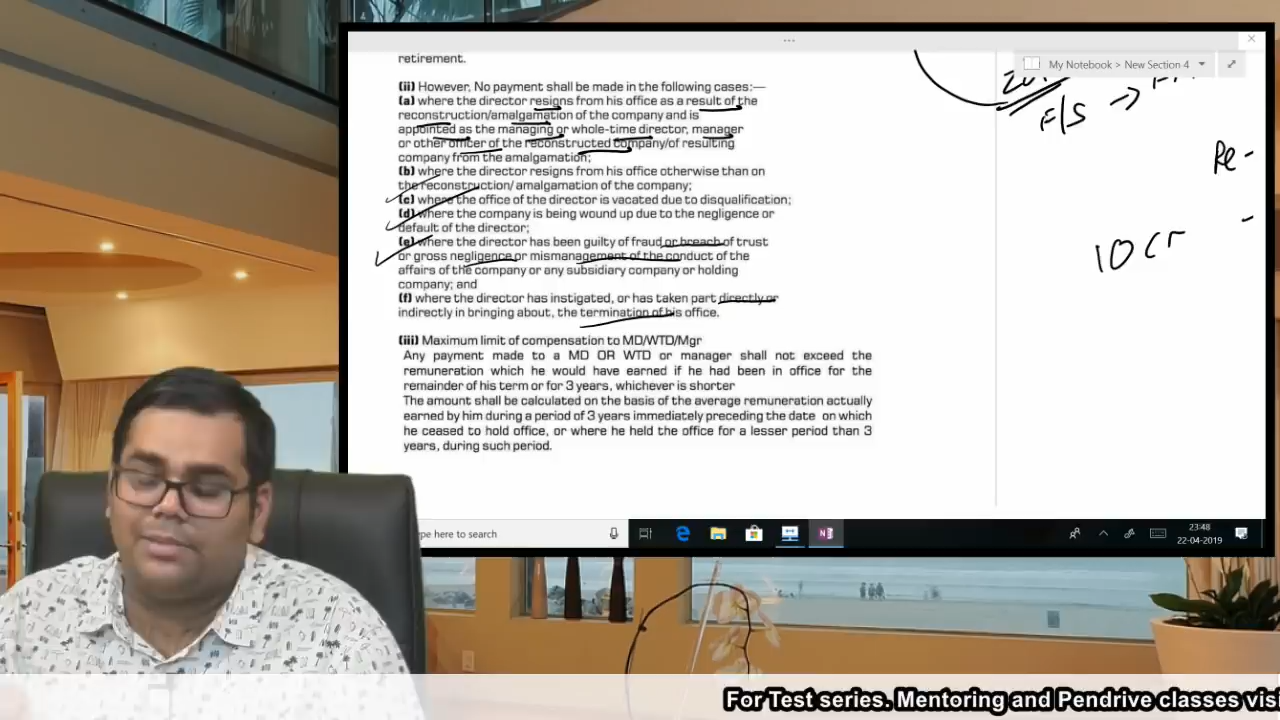 retirement.
(ii) However, No payment shall be made in the following cases:—
(a) where the director resigns from his office as a result of the
reconstruction/amalgamation of the company and is
appointed as the managing or whole-time director, manager
or other officer of the reconstructed company/of resulting
company from the amalgamation;
(b) where the director resigns from his office otherwise than on
the reconstruction/ amalgamation of the company;
(c) where the office of the director is vacated due to disqualification;
(d) where the company is being wound up due to the negligence or
default of the director;
(e) where the director has been guilty of fraud or breach of trust
or gross negligence or mismanagement of the conduct of the
affairs of the company or any subsidiary company or holding
company; and
(f) where the director has instigated, or has taken part directly or
indirectly in bringing about, the termination of his office.
(iii) Maximum limit of compensation to MD/WTD/Mgr
Any payment made to a MD OR WTD or manager shall not exceed the
remuneration which he would have earned if he had been in office for the
remainder of his term or for 3 years, whichever is shorter
The amount shall be calculated on the basis of the average remuneration actually
earned by him during a period of 3 years immediately preceding the date on which
he ceased to hold office, or where he held the office for a lesser period than 3
years, during such period.
My Notebook > New Section 4
F/S →
Re-
10 cr
pe here to search
23:48
22-04-2019
For Test series. Mentoring and Pendrive classes visi